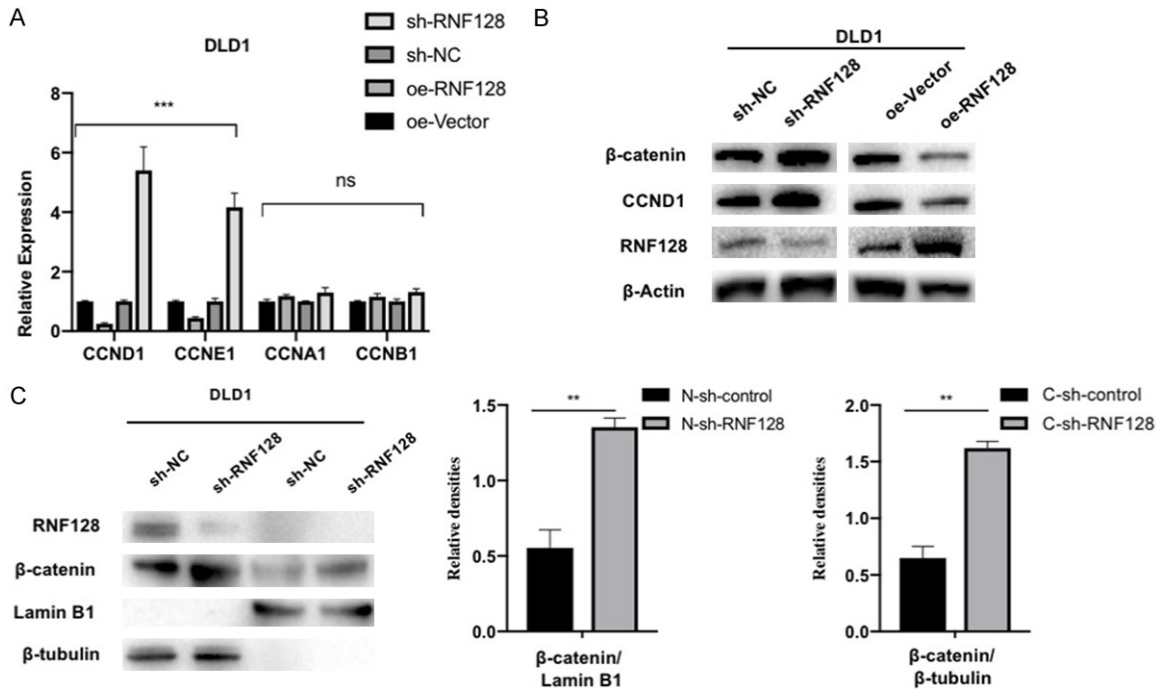 A
DLD1
sh-RNF128
sh-NC
oe-RNF128
oe-Vector
Relative Expression
8
6
4
2
0
***
ns
CCND1 CCNE1 CCNA1 CCNB1
B
DLD1
sh-NC sh-RNF128 oe-Vector oe-RNF128
β-catenin
CCND1
RNF128
β-Actin
C
DLD1
sh-NC sh-RNF128 sh-NC sh-RNF128
RNF128
β-catenin
Lamin B1
β-tubulin
Relative densities
1.5
1.0
0.5
0.0
**
N-sh-control
N-sh-RNF128
β-catenin/
Lamin B1
Relative densities
2.0
1.5
1.0
0.5
0.0
**
C-sh-control
C-sh-RNF128
β-catenin/
β-tubulin